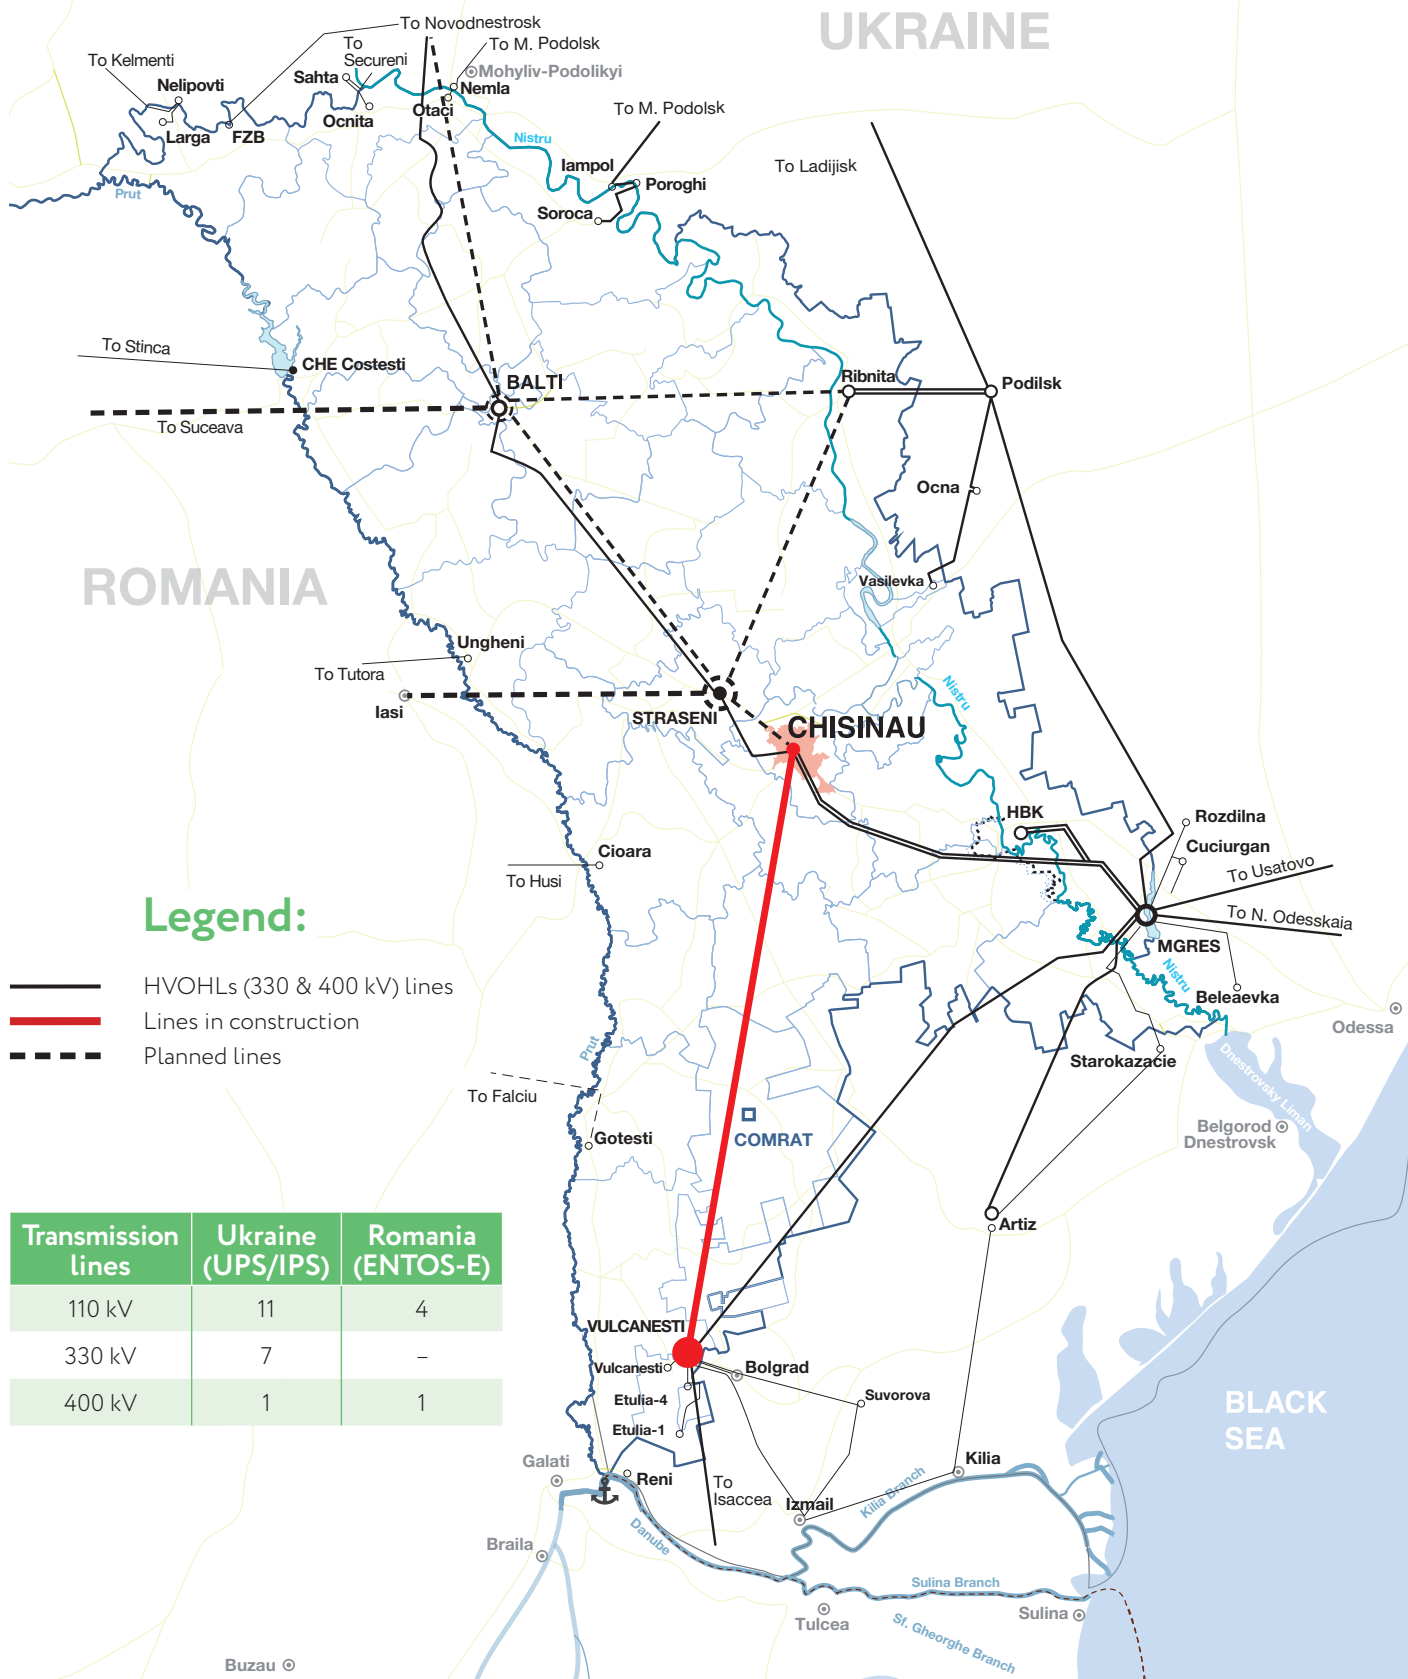 UKRAINE
To Novodnestrosk
To
Secureni
To M. Podolsk
To Kelmenti
Mohyliv-Podolikyi
Sahta
Nelipovti
Nemla
Otaci
To M. Podolsk
Ocnita
Larga
FZB
Nistru
Iampol
To Ladijisk
Poroghi
Prut
Soroca
To Stinca
CHE Costesti
BALTI
Ribnita
Podilsk
To Suceava
Ocna
ROMANIA
Vasilevka
Ungheni
To Tutora
Nistru
Iasi
STRASENI
CHISINAU
HBK
Rozdilna
Cuciurgan
Cioara
To Husi
To Usatovo
To N. Odesskaia
MGRES
Nistru
Beleaevka
Odessa
Legend:
HVOHLs (330 & 400 kV) lines
Lines in construction
Planned lines
Prut
Starokazacie
Dnestrovsky Liman
To Falciu
Gotesti
COMRAT
Belgorod
Dnestrovsk
Artiz
Transmission lines
Ukraine (UPS/IPS)
Romania (ENTOS-E)
110 kV 11 4
330 kV 7 –
400 kV 1 1
VULCANESTI
Vulcanesti
Bolgrad
Etulia-4
Suvorova
Etulia-1
BLACK
SEA
Galati
Reni
To
Isaccea
Kilia
Izmail
Kilia Branch
Danube
Braila
Sulina Branch
Tulcea
Sulina
Sf. Gheorghe Branch
Buzau